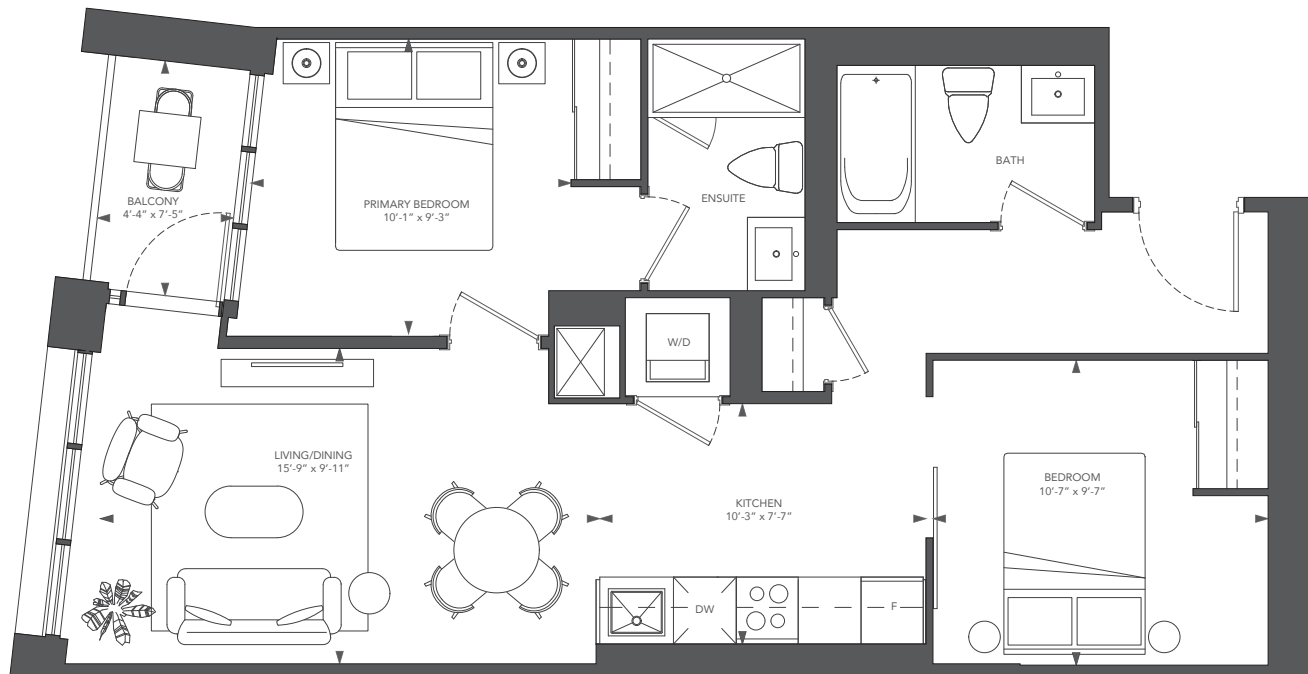 BALCONY
4'-4" x 7'-5"
PRIMARY BEDROOM
10'-1" x 9'-3"
ENSUITE
BATH
W/D
LIVING/DINING
15'-9" x 9'-11"
KITCHEN
10'-3" x 7'-7"
BEDROOM
10'-7" x 9'-7"
DW
F